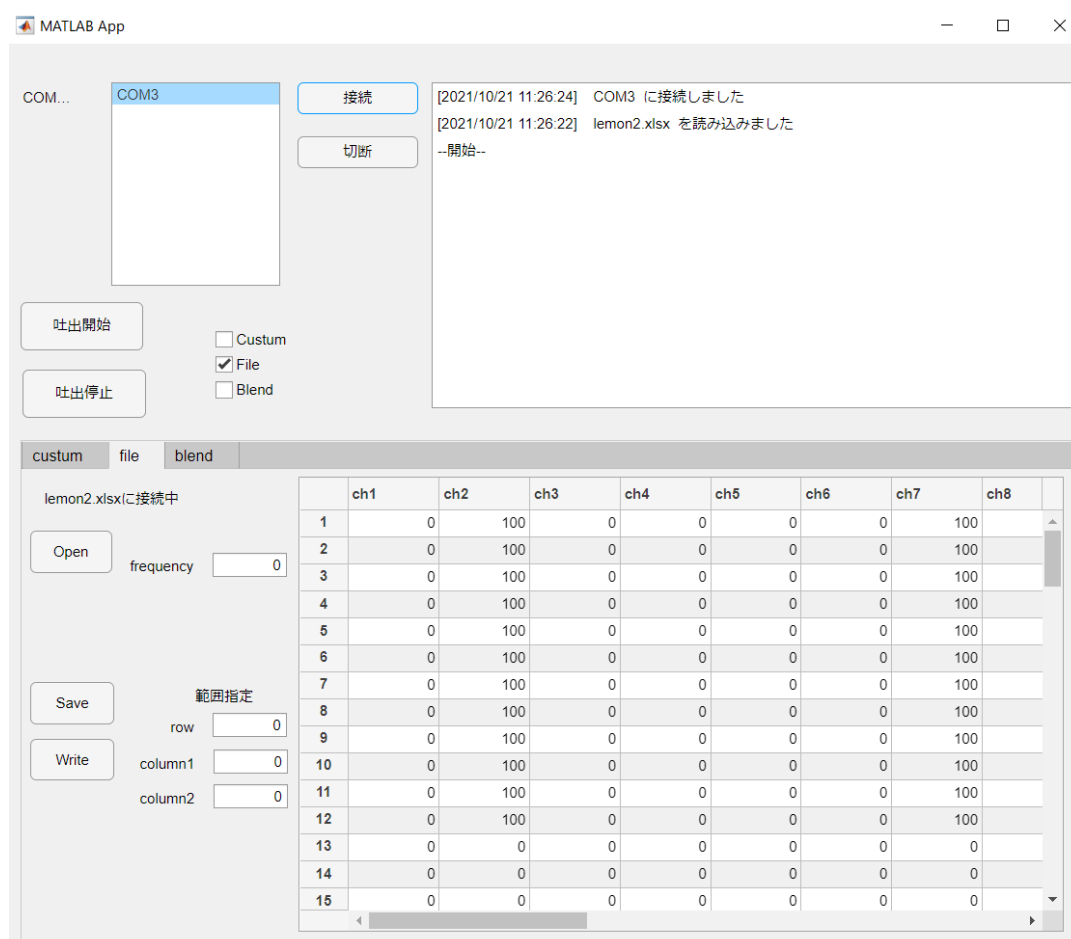 MATLAB App
COM...
COM3
接続
切断
[2021/10/21 11:26:24] COM3 に接続しました
[2021/10/21 11:26:22] lemon2.xlsx を読み込みました
--開始--
吐出開始
吐出停止
Custum
File
Blend
custum file blend
lemon2.xlsxに接続中
Open
frequency 0
Save
Write
範囲指定
row 0
column1 0
column2 0
ch1 ch2 ch3 ch4 ch5 ch6 ch7 ch8
1 0 100 0 0 0 0 100
2 0 100 0 0 0 0 100
3 0 100 0 0 0 0 100
4 0 100 0 0 0 0 100
5 0 100 0 0 0 0 100
6 0 100 0 0 0 0 100
7 0 100 0 0 0 0 100
8 0 100 0 0 0 0 100
9 0 100 0 0 0 0 100
10 0 100 0 0 0 0 100
11 0 100 0 0 0 0 100
12 0 100 0 0 0 0 100
13 0 0 0 0 0 0 0
14 0 0 0 0 0 0 0
15 0 0 0 0 0 0 0